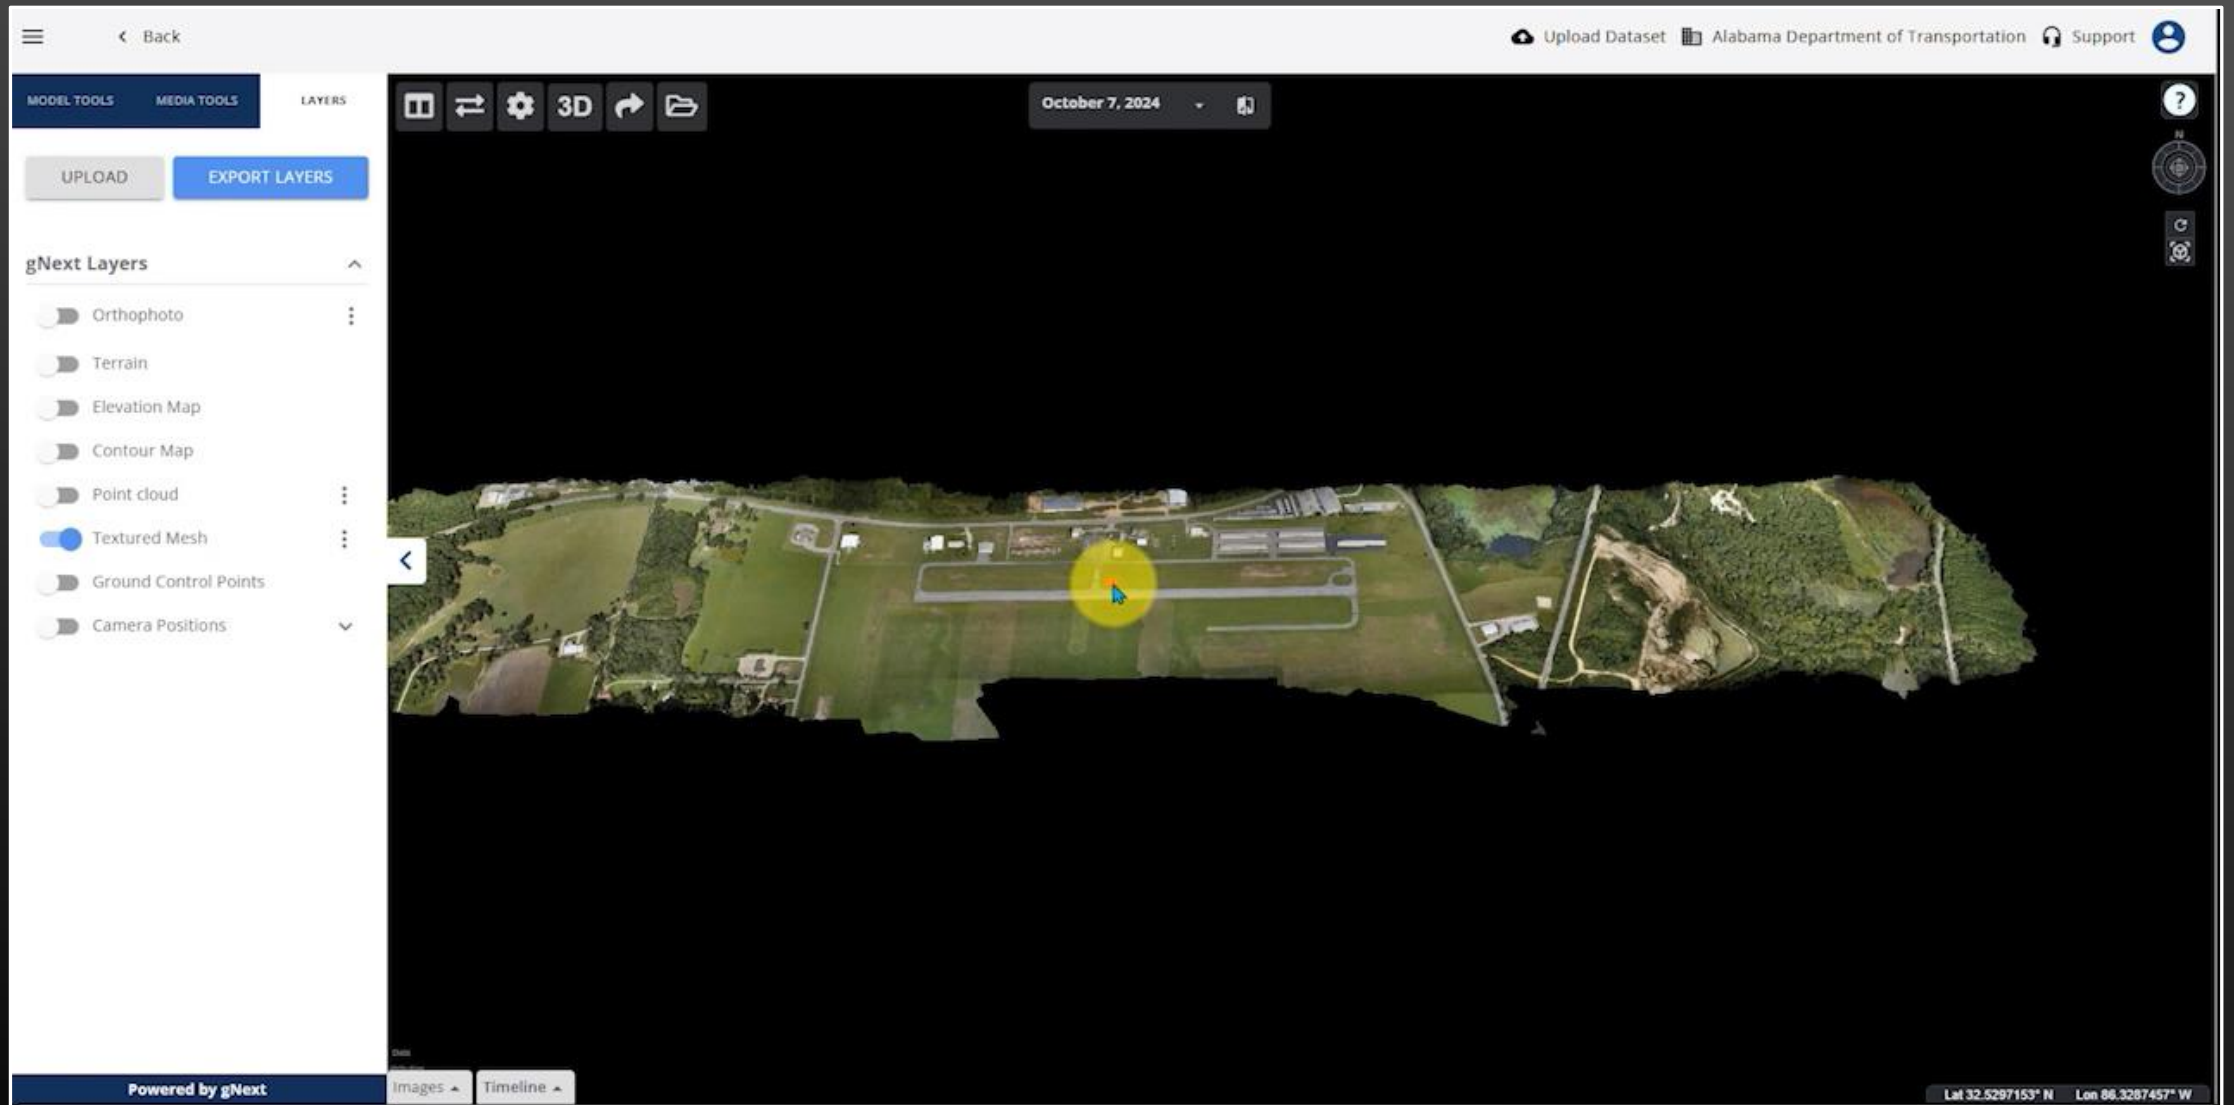 Back
Upload Dataset
Alabama Department of Transportation
Support
MODEL TOOLS
MEDIA TOOLS
LAYERS
3D
October 7, 2024
?
N
UPLOAD
EXPORT LAYERS
gNext Layers
Orthophoto
Terrain
Elevation Map
Contour Map
Point cloud
Textured Mesh
Ground Control Points
Camera Positions
Data
Images
Timeline
Powered by gNext
Lat 32.5297153° N Lon 86.3287457° W